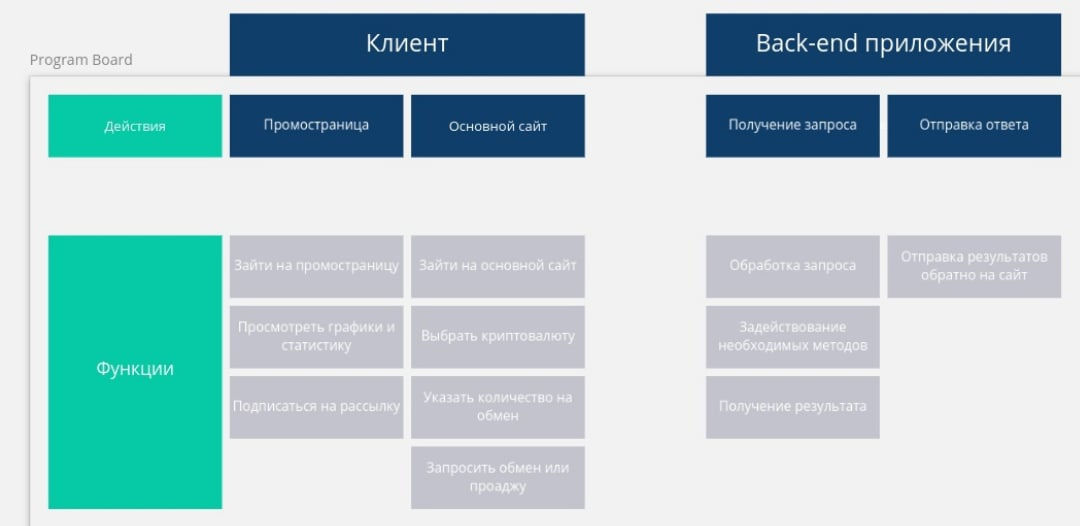 Клиент
Back-end приложения
Program Board
Действия
Промостраница
Основной сайт
Получение запроса
Отправка ответа
Функции
Зайти на промостраницу
Зайти на основной сайт
Обработка запроса
Отправка результатов
обратно на сайт
Просмотреть графики и
статистику
Выбрать криптовалюту
Задействование
необходимых методов
Подписаться на рассылку
Указать количество на
обмен
Получение результата
Запросить обмен или
проаджу